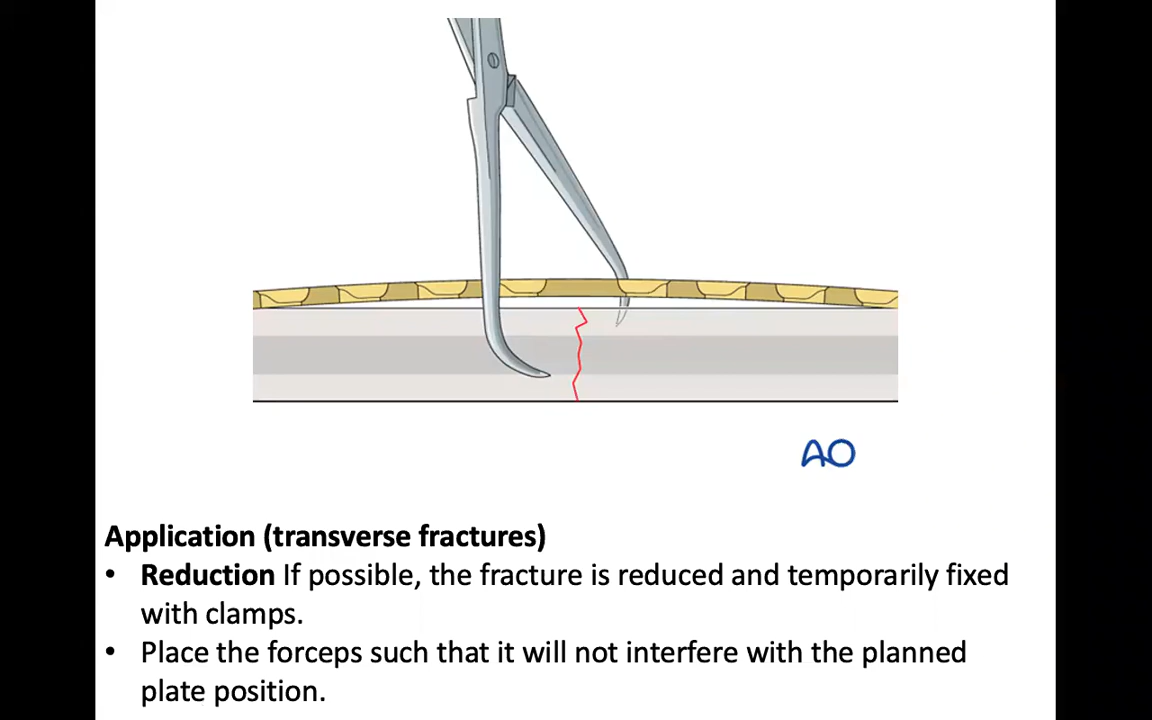 AO
Application (transverse fractures)
• Reduction If possible, the fracture is reduced and temporarily fixed
with clamps.
• Place the forceps such that it will not interfere with the planned
plate position.